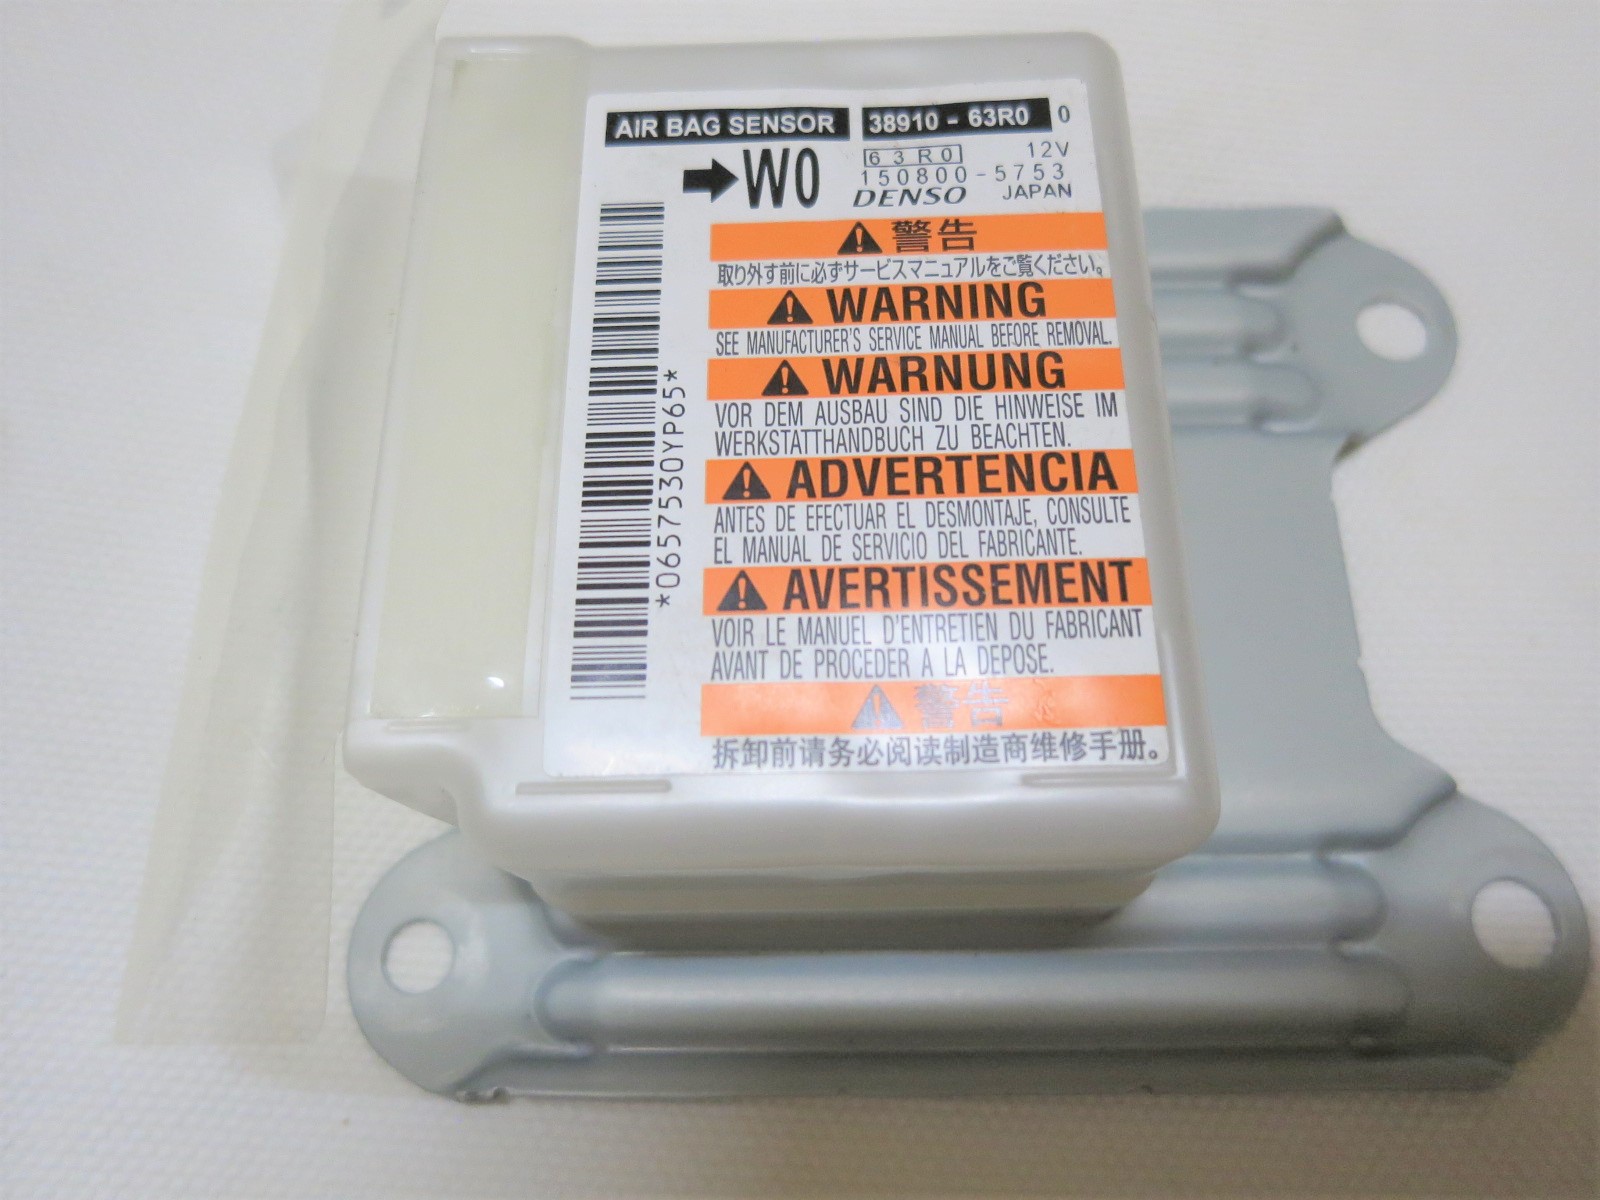 AIR BAG SENSOR 38910 - 63R0 0
➡W0 63R0 12V
150800-5753
DENSO JAPAN
*0657530YP65*
⚠警告
取り外す前に必ずサービスマニュアルをご覧ください。
⚠WARNING
SEE MANUFACTURER'S SERVICE MANUAL BEFORE REMOVAL.
⚠WARNUNG
VOR DEM AUSBAU SIND DIE HINWEISE IM
WERKSTATTHANDBUCH ZU BEACHTEN.
⚠ADVERTENCIA
ANTES DE EFECTUAR EL DESMONTAJE, CONSULTE
EL MANUAL DE SERVICIO DEL FABRICANTE.
⚠AVERTISSEMENT
VOIR LE MANUEL D'ENTRETIEN DU FABRICANT
AVANT DE PROCEDER A LA DEPOSE.
⚠警告
拆卸前请务必阅读制造商维修手册。